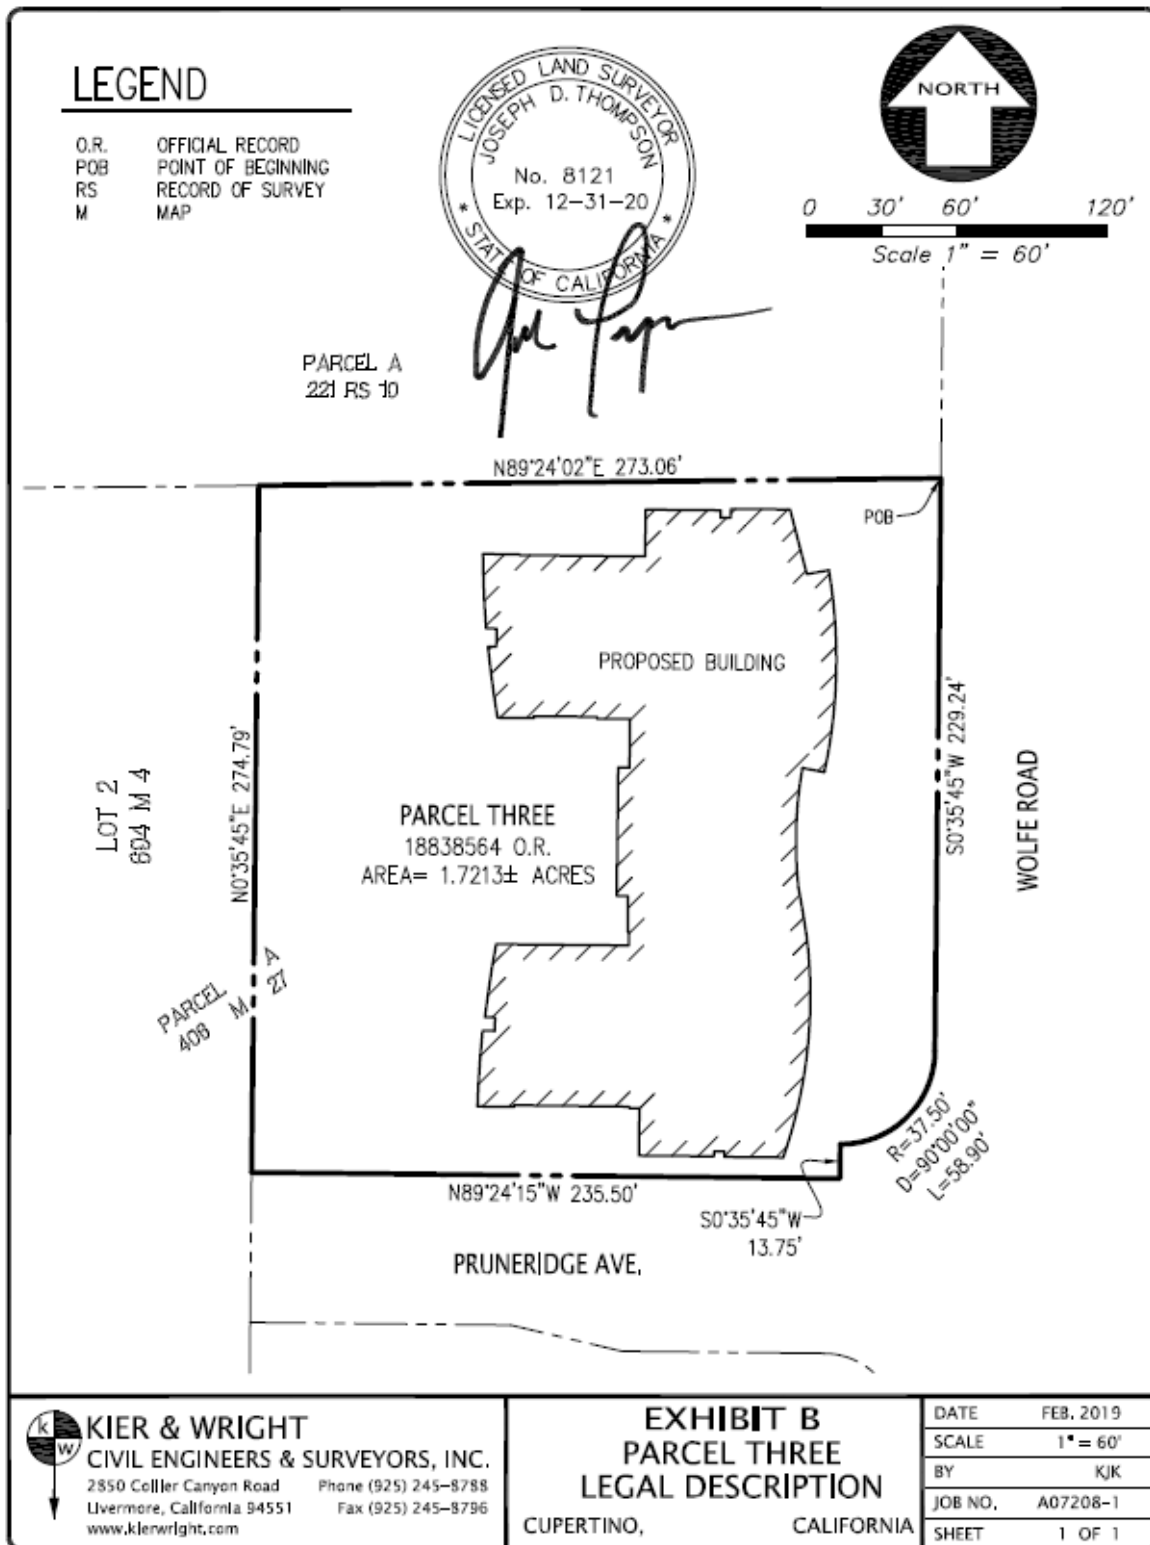 LEGEND
O.R. OFFICIAL RECORD
POB POINT OF BEGINNING
RS RECORD OF SURVEY
M MAP
LICENSED LAND SURVEYOR
JOSEPH D. THOMPSON
No. 8121
Exp. 12-31-20
* STATE OF CALIFORNIA *
NORTH
0 30' 60' 120'
Scale 1" = 60'
PARCEL A
221 RS 10
N89°24'02"E 273.06'
POB
PROPOSED BUILDING
S0°35'45"W 229.24'
WOLFE ROAD
N0°35'45"E 274.79'
LOT 2
604 M 4
PARCEL THREE
18838564 O.R.
AREA= 1.7213± ACRES
PARCEL A
408 M 27
R=37.50'
D=90°00'00"
L=58.90'
N89°24'15"W 235.50'
S0°35'45"W
13.75'
PRUNERIDGE AVE.
k w
KIER & WRIGHT
CIVIL ENGINEERS & SURVEYORS, INC.
2850 Collier Canyon Road Phone (925) 245-8788
Livermore, California 94551 Fax (925) 245-8796
www.kierwright.com
EXHIBIT B
PARCEL THREE
LEGAL DESCRIPTION
CUPERTINO, CALIFORNIA
DATE FEB. 2019
SCALE 1" = 60'
BY KJK
JOB NO. A07208-1
SHEET 1 OF 1